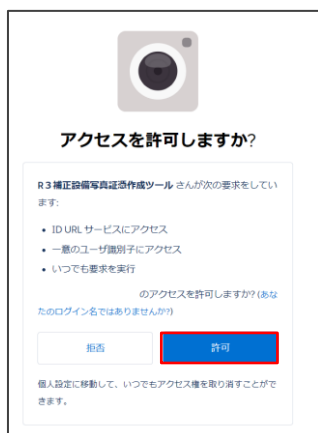 アクセスを許可しますか?
R3補正設備写真証憑作成ツール さんが次の要求をしてい
ます:
• ID URL サービスにアクセス
• 一意のユーザ識別子にアクセス
• いつでも要求を実行
のアクセスを許可しますか? (あな
たのログイン名ではありませんか?)
拒否
許可
個人設定に移動して、いつでもアクセス権を取り消すことがで
きます。